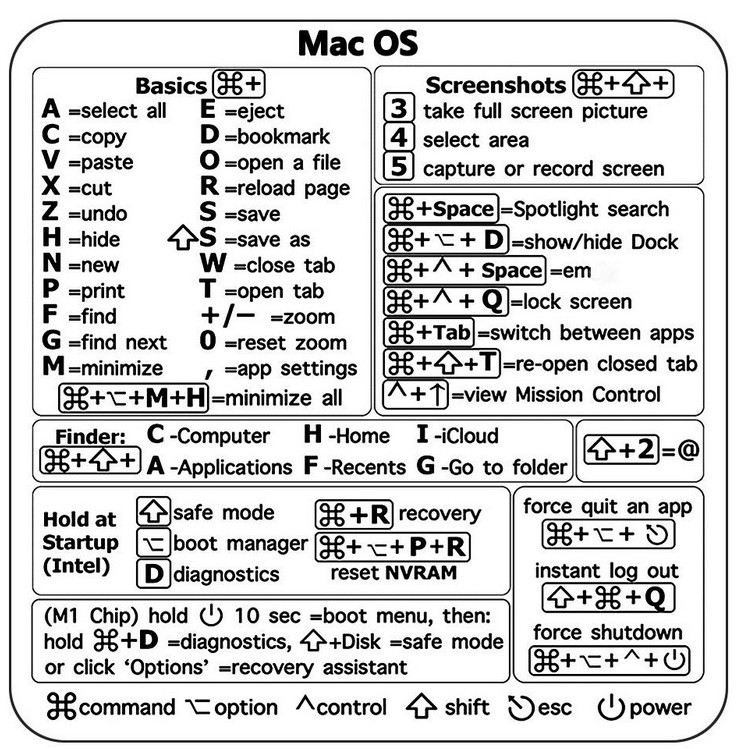 Mac OS
Basics ⌘+
A =select all
C =copy
V =paste
X =cut
Z =undo
H =hide
N =new
P =print
F =find
G =find next
M =minimize
E =eject
D =bookmark
O =open a file
R =reload page
S =save
⇧S =save as
W =close tab
T =open tab
+/− =zoom
0 =reset zoom
, =app settings
⌘+⌥+M+H =minimize all
Screenshots ⌘+⇧+
3 take full screen picture
4 select area
5 capture or record screen
⌘+Space =Spotlight search
⌘+⌥+D =show/hide Dock
⌘+^+Space =em
⌘+^+Q =lock screen
⌘+Tab =switch between apps
⌘+⇧+T =re-open closed tab
^+↑ =view Mission Control
Finder: ⌘+⇧+
C -Computer H -Home I -iCloud
A -Applications F -Recents G -Go to folder
⇧+2 =@
Hold at
Startup
(Intel)
⇧ safe mode
⌥ boot manager
D diagnostics
⌘+R recovery
⌘+⌥+P+R
reset NVRAM
force quit an app
⌘+⌥+⎋
instant log out
⇧+⌘+Q
force shutdown
⌘+⌥+^+⏻
(M1 Chip) hold ⏻ 10 sec =boot menu, then:
hold ⌘+D =diagnostics, ⇧+Disk =safe mode
or click ‘Options’ =recovery assistant
⌘ command ⌥ option ^ control ⇧ shift ⎋ esc ⏻ power